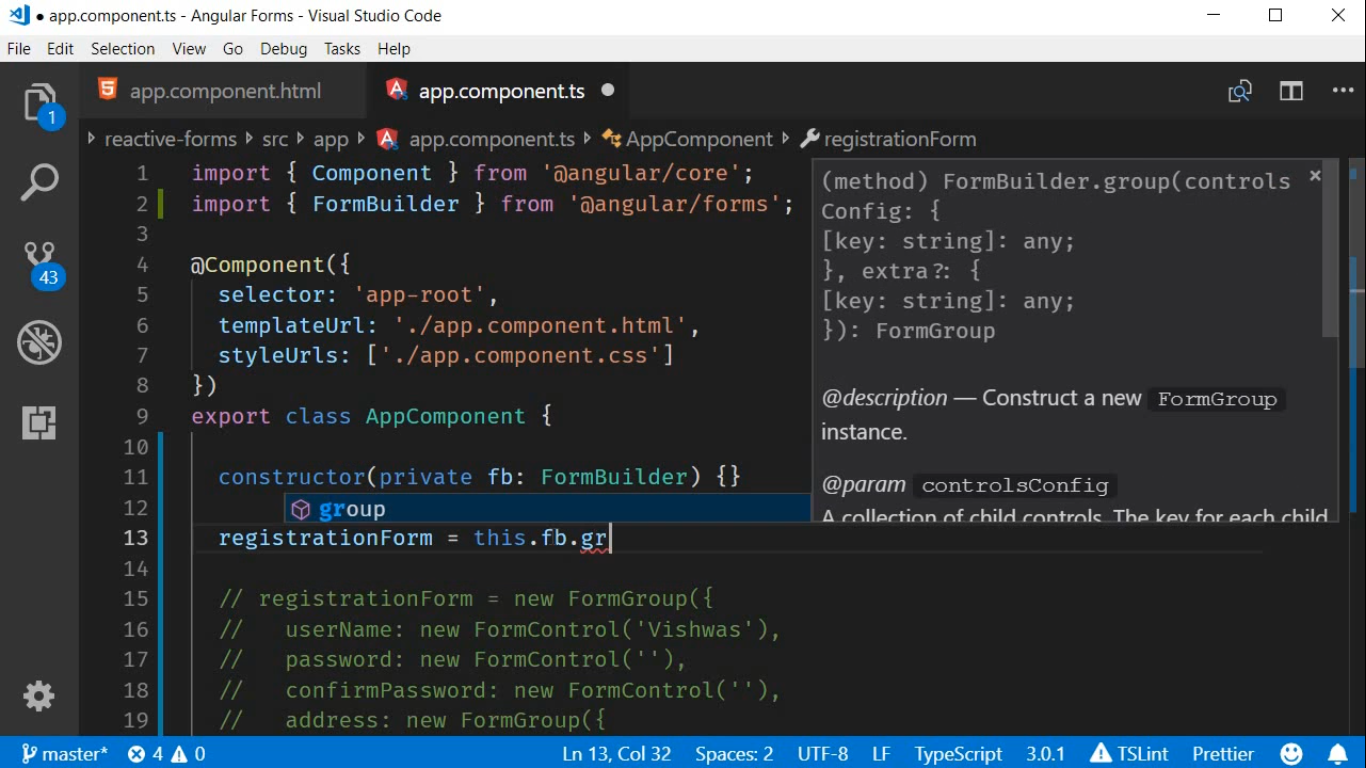 ● app.component.ts - Angular Forms - Visual Studio Code
File Edit Selection View Go Debug Tasks Help
app.component.html app.component.ts
reactive-forms src app app.component.ts AppComponent registrationForm
1 import { Component } from '@angular/core';
2 import { FormBuilder } from '@angular/forms';
3
4 @Component({
5 selector: 'app-root',
6 templateUrl: './app.component.html',
7 styleUrls: ['./app.component.css']
8 })
9 export class AppComponent {
10
11 constructor(private fb: FormBuilder) {}
12 group
13 registrationForm = this.fb.gr
14
15 // registrationForm = new FormGroup({
16 // userName: new FormControl('Vishwas'),
17 // password: new FormControl(''),
18 // confirmPassword: new FormControl(''),
19 // address: new FormGroup({
(method) FormBuilder.group(controls
Config: {
[key: string]: any;
}, extra?: {
[key: string]: any;
}): FormGroup
@description — Construct a new FormGroup
instance.
@param controlsConfig
A collection of child controls. The key for each child
1
43
master* 4 0 Ln 13, Col 32 Spaces: 2 UTF-8 LF TypeScript 3.0.1 TSLint Prettier